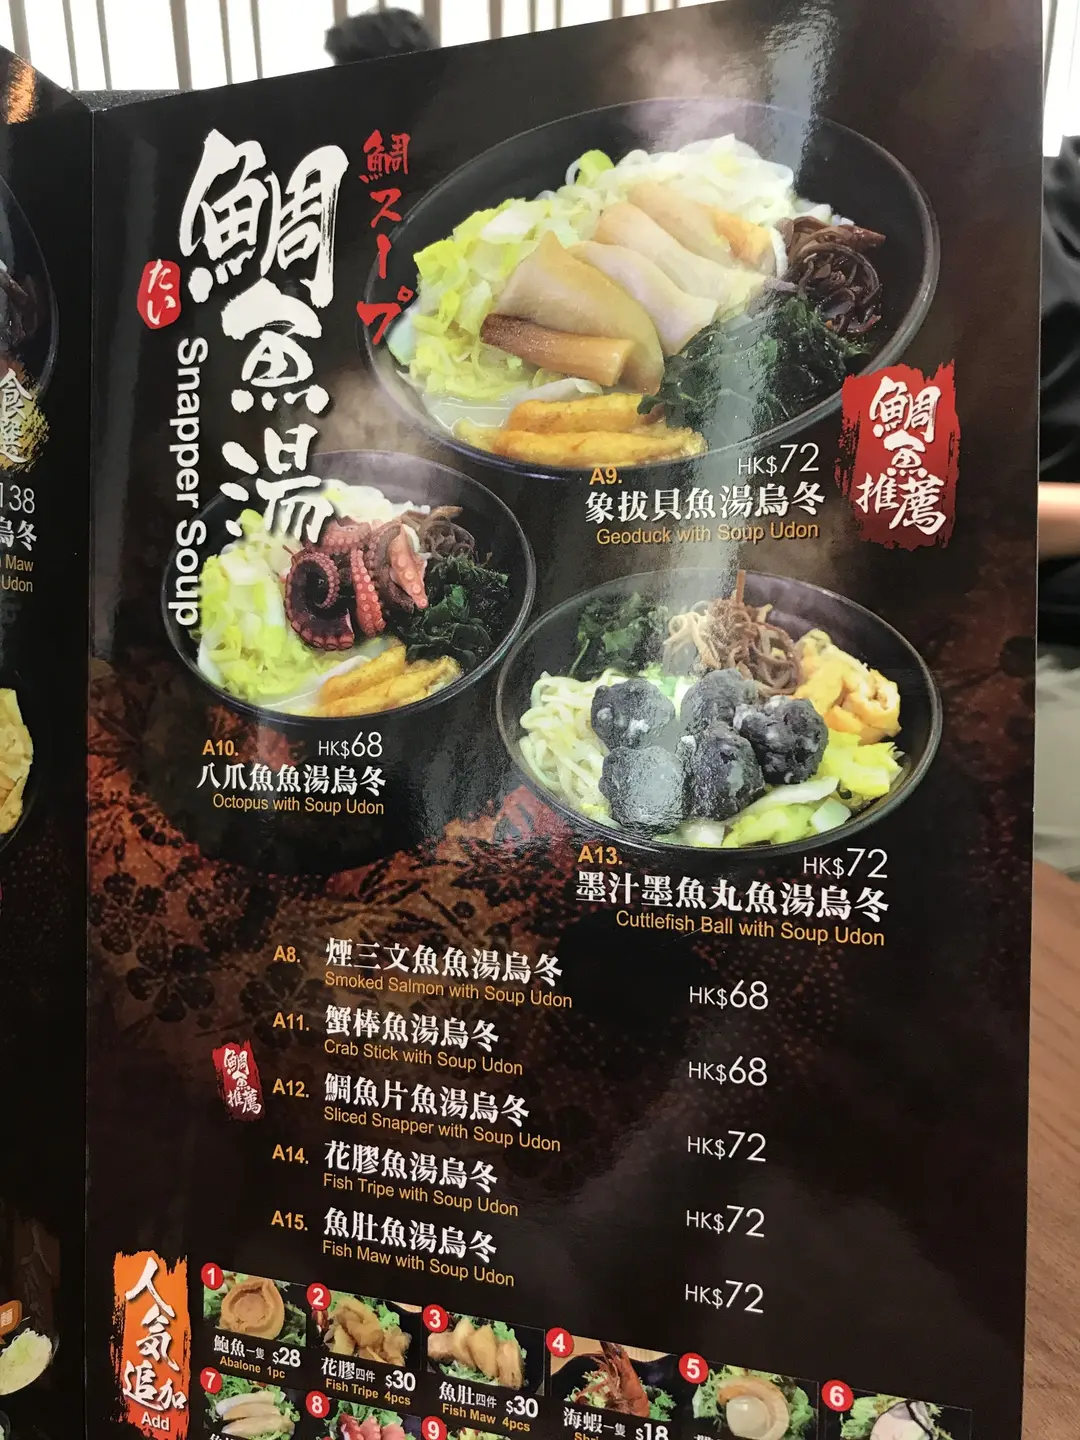 鯛魚湯
たい
Snapper Soup
鯛スープ
食選
138
烏冬
Maw
Udon
A9.
HK$72
象拔貝魚湯烏冬
Geoduck with Soup Udon
鯛魚推薦
A10.
HK$68
八爪魚魚湯烏冬
Octopus with Soup Udon
A13.
HK$72
墨汁墨魚丸魚湯烏冬
Cuttlefish Ball with Soup Udon
A8.
煙三文魚魚湯烏冬
Smoked Salmon with Soup Udon
HK$68
A11.
蟹棒魚湯烏冬
Crab Stick with Soup Udon
HK$68
鯛魚推薦
A12.
鯛魚片魚湯烏冬
Sliced Snapper with Soup Udon
HK$72
A14.
花膠魚湯烏冬
Fish Tripe with Soup Udon
HK$72
A15.
魚肚魚湯烏冬
Fish Maw with Soup Udon
HK$72
人気追加
Add
1
鮑魚一隻 $28
Abalone 1pc
2
花膠四件 $30
Fish Tripe 4pcs
3
魚肚四件 $30
Fish Maw 4pcs
4
海蝦一隻 $18
5
6
7
8
9